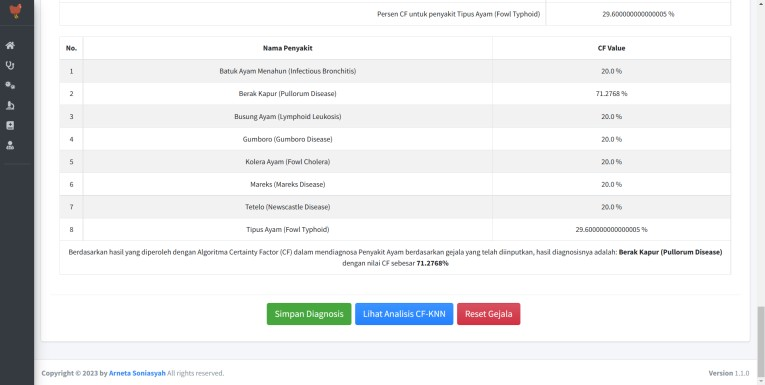 Persen CF untuk penyakit Tipus Ayam (Fowl Typhoid) 29.600000000000005 %
No. Nama Penyakit CF Value
1 Batuk Ayam Menahun (Infectious Bronchitis) 20.0 %
2 Berak Kapur (Pullorum Disease) 71.2768 %
3 Busung Ayam (Lymphoid Leukosis) 20.0 %
4 Gumboro (Gumboro Disease) 20.0 %
5 Kolera Ayam (Fowl Cholera) 20.0 %
6 Mareks (Mareks Disease) 20.0 %
7 Tetelo (Newscastle Disease) 20.0 %
8 Tipus Ayam (Fowl Typhoid) 29.600000000000005 %
Berdasarkan hasil yang diperoleh dengan Algoritma Certainty Factor (CF) dalam mendiagnosa Penyakit Ayam berdasarkan gejala yang telah diinputkan, hasil diagnosisnya adalah: Berak Kapur (Pullorum Disease)
dengan nilai CF sebesar 71.2768%
Simpan Diagnosis Lihat Analisis CF-KNN Reset Gejala
Copyright © 2023 by Arneta Soniasyah All rights reserved. Version 1.1.0